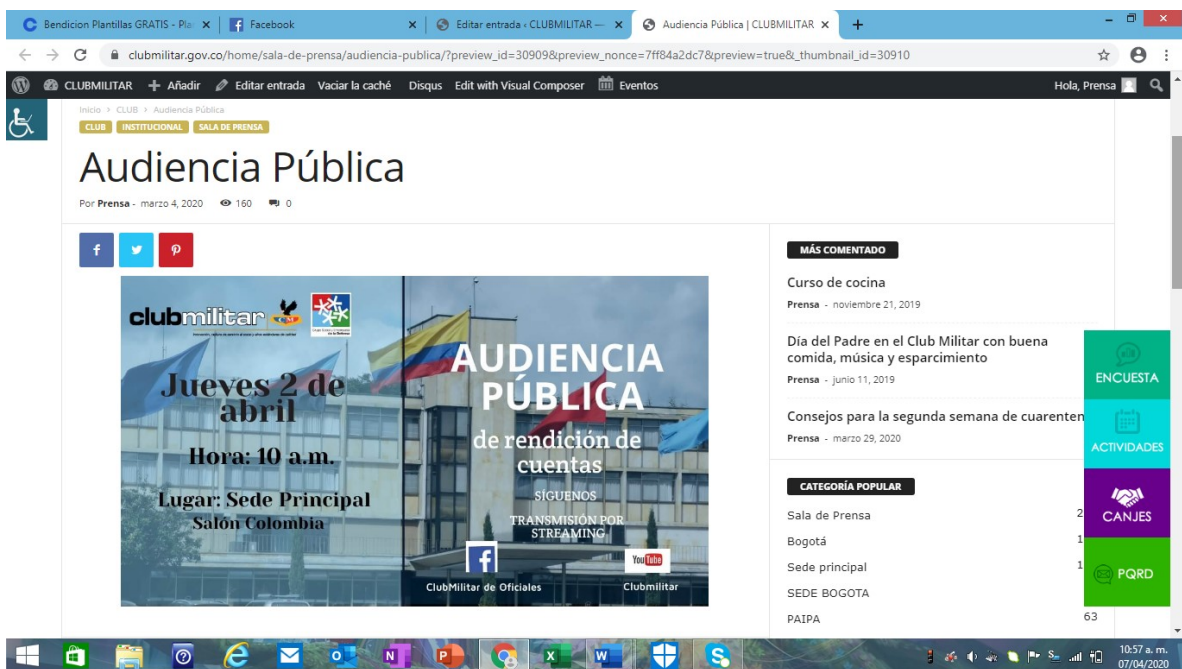 Bendicion Plantillas GRATIS - Pla
Facebook
Editar entrada ‹ CLUBMILITAR —
Audiencia Pública | CLUBMILITAR
clubmilitar.gov.co/home/sala-de-prensa/audiencia-publica/?preview_id=30909&preview_nonce=7ff84a2dc7&preview=true&_thumbnail_id=30910
CLUBMILITAR + Añadir Editar entrada Vaciar la caché Disqus Edit with Visual Composer Eventos Hola, Prensa
Inicio > CLUB > Audiencia Pública
CLUB INSTITUCIONAL SALA DE PRENSA
Audiencia Pública
Por Prensa - marzo 4, 2020 160 0
clubmilitar
Jueves 2 de
abril
Hora: 10 a.m.
Lugar: Sede Principal
Salón Colombia
AUDIENCIA
PÚBLICA
de rendición de
cuentas
SÍGUENOS
TRANSMISIÓN POR
STREAMING
YouTube
ClubMilitar de Oficiales
Clubmilitar
MÁS COMENTADO
Curso de cocina
Prensa - noviembre 21, 2019
Día del Padre en el Club Militar con buena
comida, música y esparcimiento
Prensa - junio 11, 2019
Consejos para la segunda semana de cuaren­ten
Prensa - marzo 29, 2020
CATEGORÍA POPULAR
Sala de Prensa 2
Bogotá 1
Sede principal 1
SEDE BOGOTA
PAIPA 63
ENCUESTA
ACTIVIDADES
CANJES
PQRD
10:57 a. m.
07/04/2020